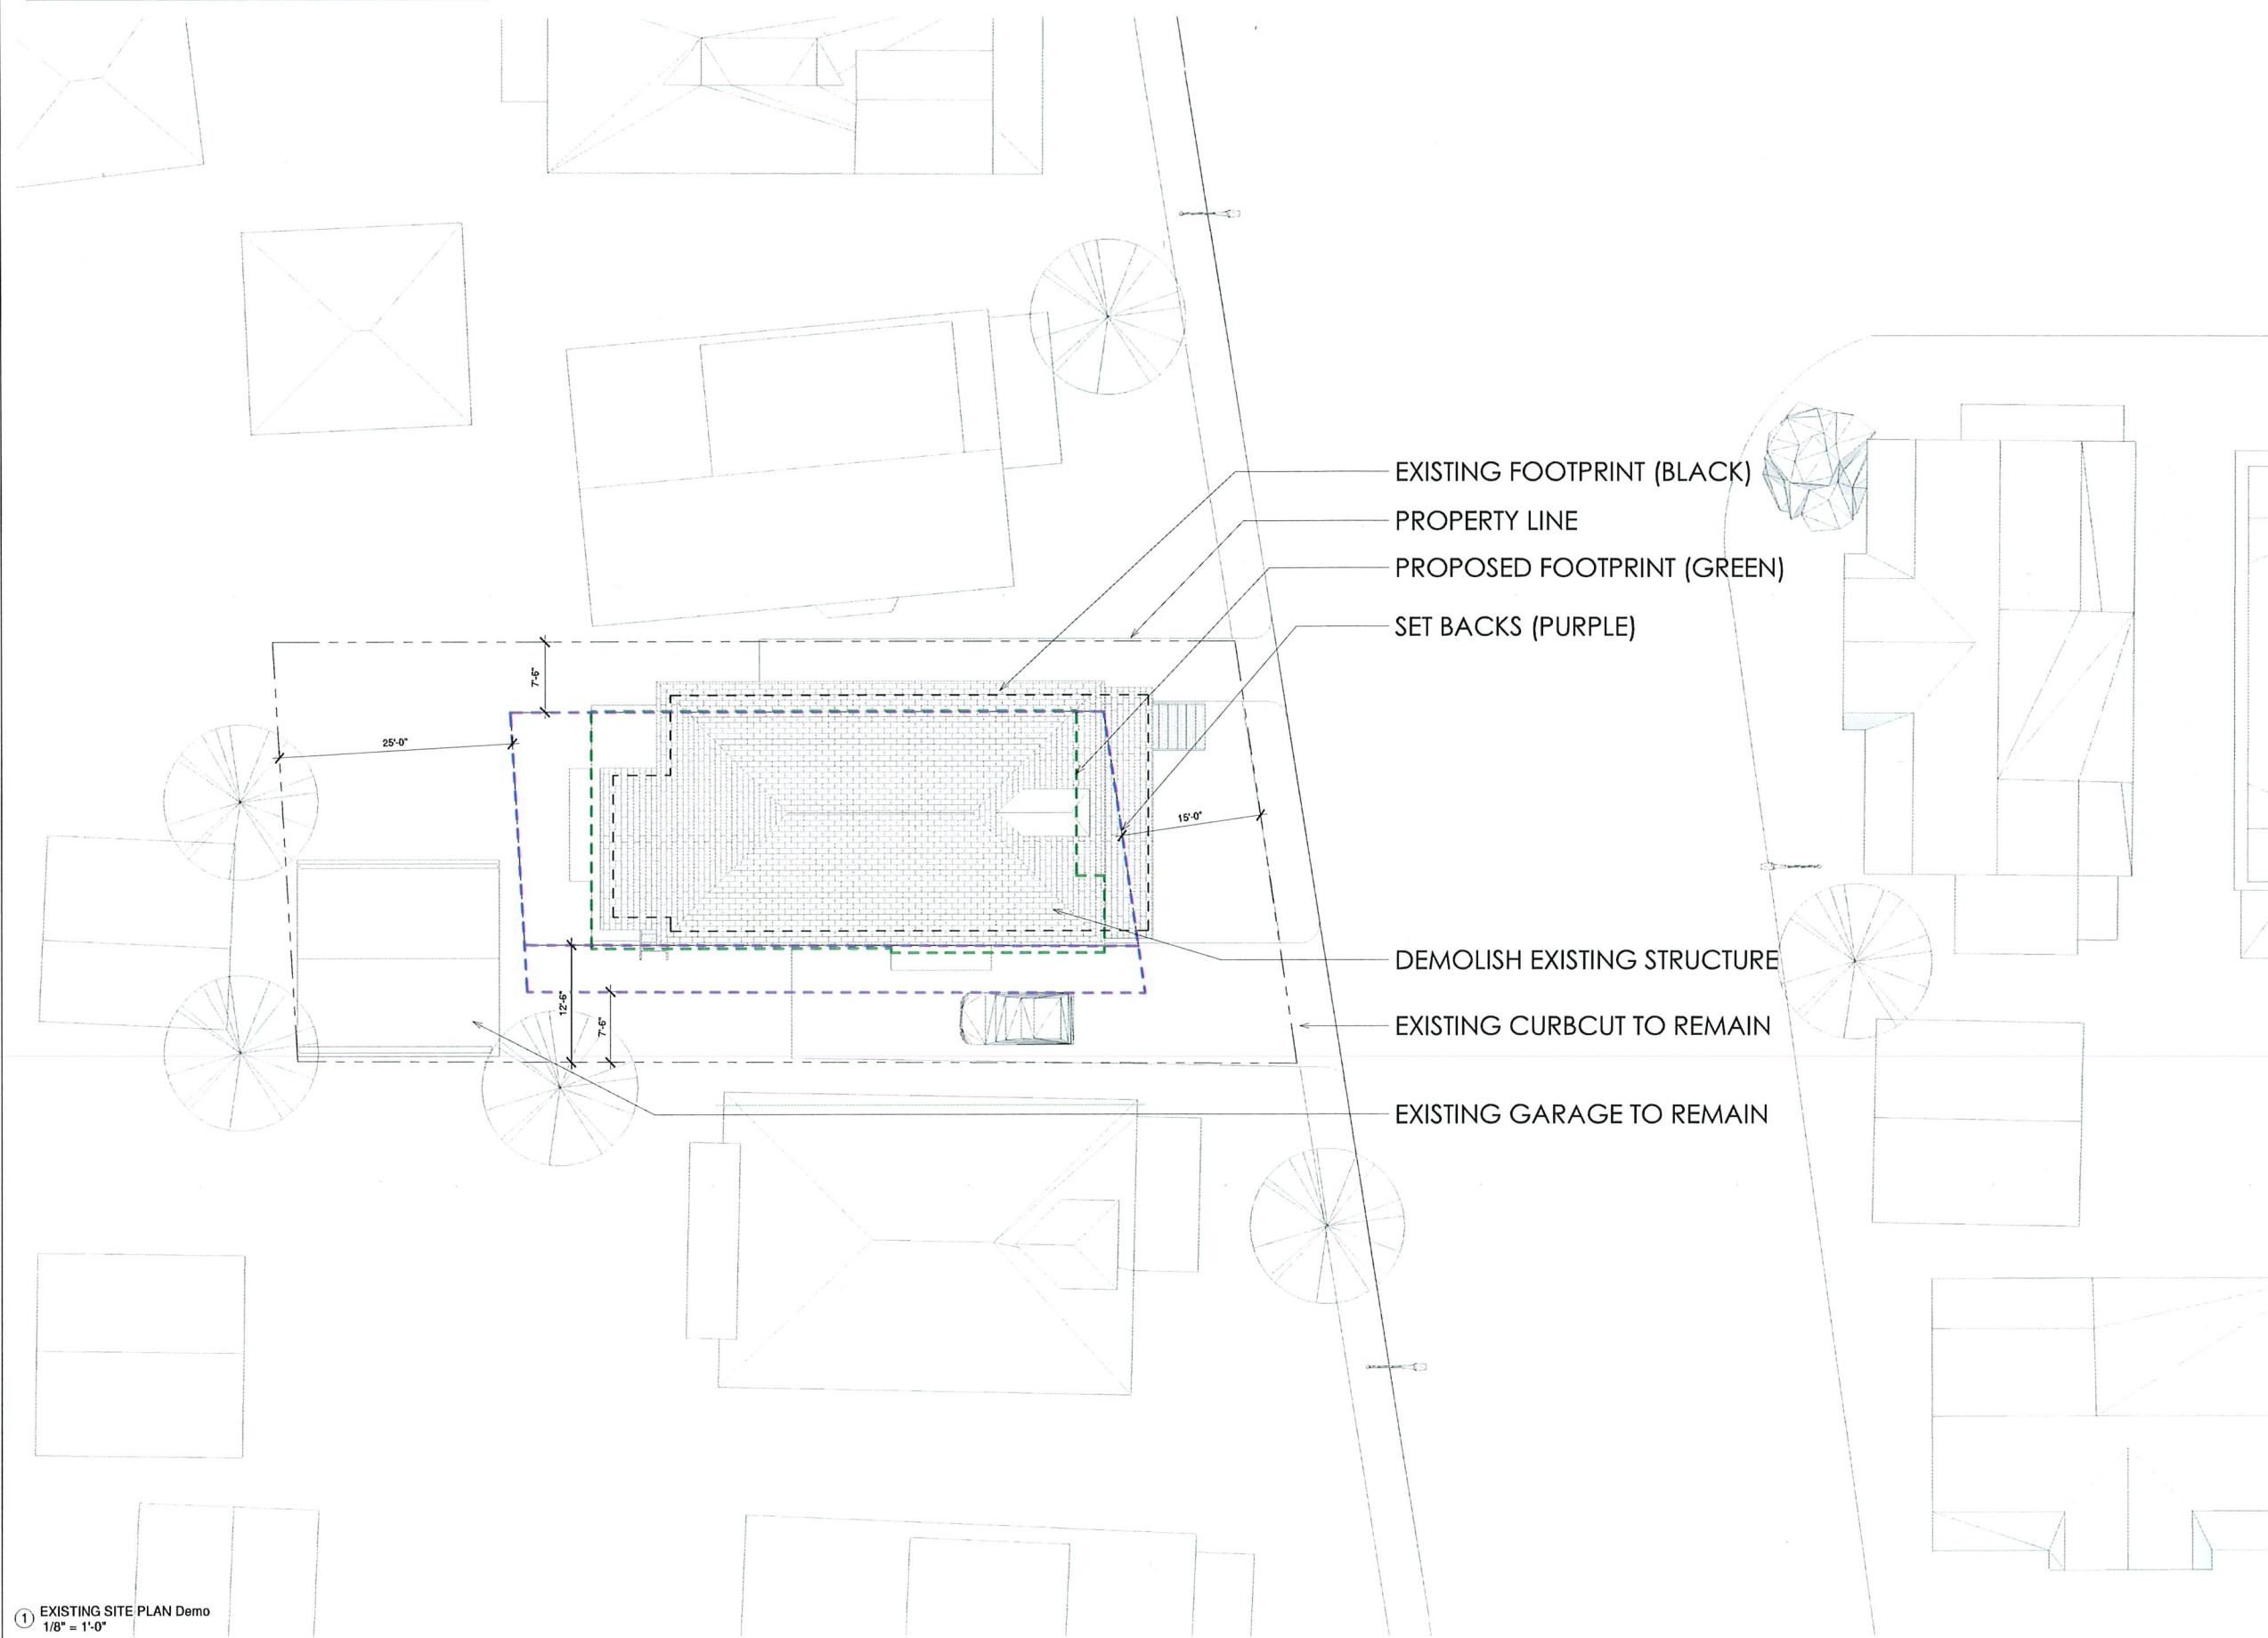 EXISTING FOOTPRINT (BLACK)
PROPERTY LINE
PROPOSED FOOTPRINT (GREEN)
SET BACKS (PURPLE)
7'-6"
25'-0"
15'-0"
DEMOLISH EXISTING STRUCTURE
12'-6"
7'-6"
EXISTING CURBCUT TO REMAIN
EXISTING GARAGE TO REMAIN
1 EXISTING SITE PLAN Demo
1/8" = 1'-0"